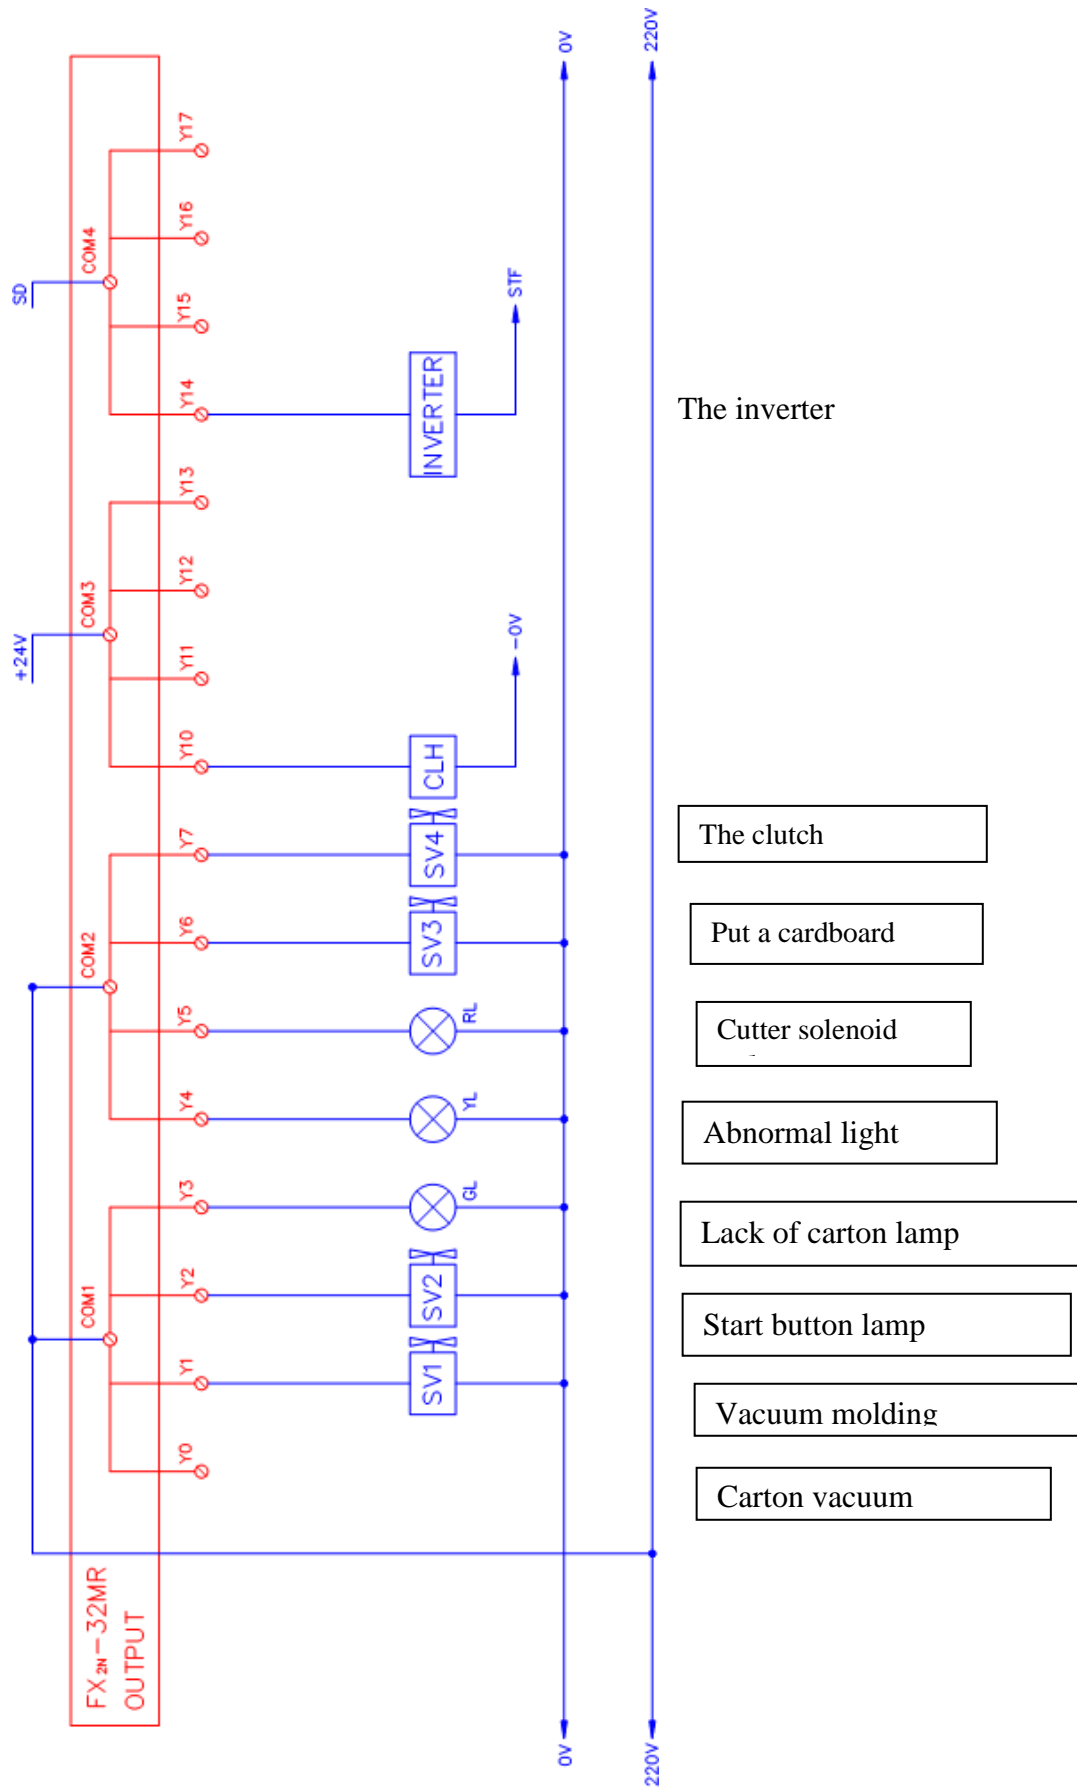 0V
220V
Y17
Y16
COM4
SD
Y15
STF
Y14
INVERTER
The inverter
Y13
Y12
COM3
+24V
Y11
-0V
Y10
CLH
Y7
SV4
The clutch
Y6
SV3
Put a cardboard
COM2
Y5
RL
Cutter solenoid
Y4
YL
Abnormal light
Y3
GL
Lack of carton lamp
Y2
SV2
Start button lamp
COM1
Y1
SV1
Vacuum molding
Y0
Carton vacuum
FX2N-32MR
OUTPUT
0V
220V